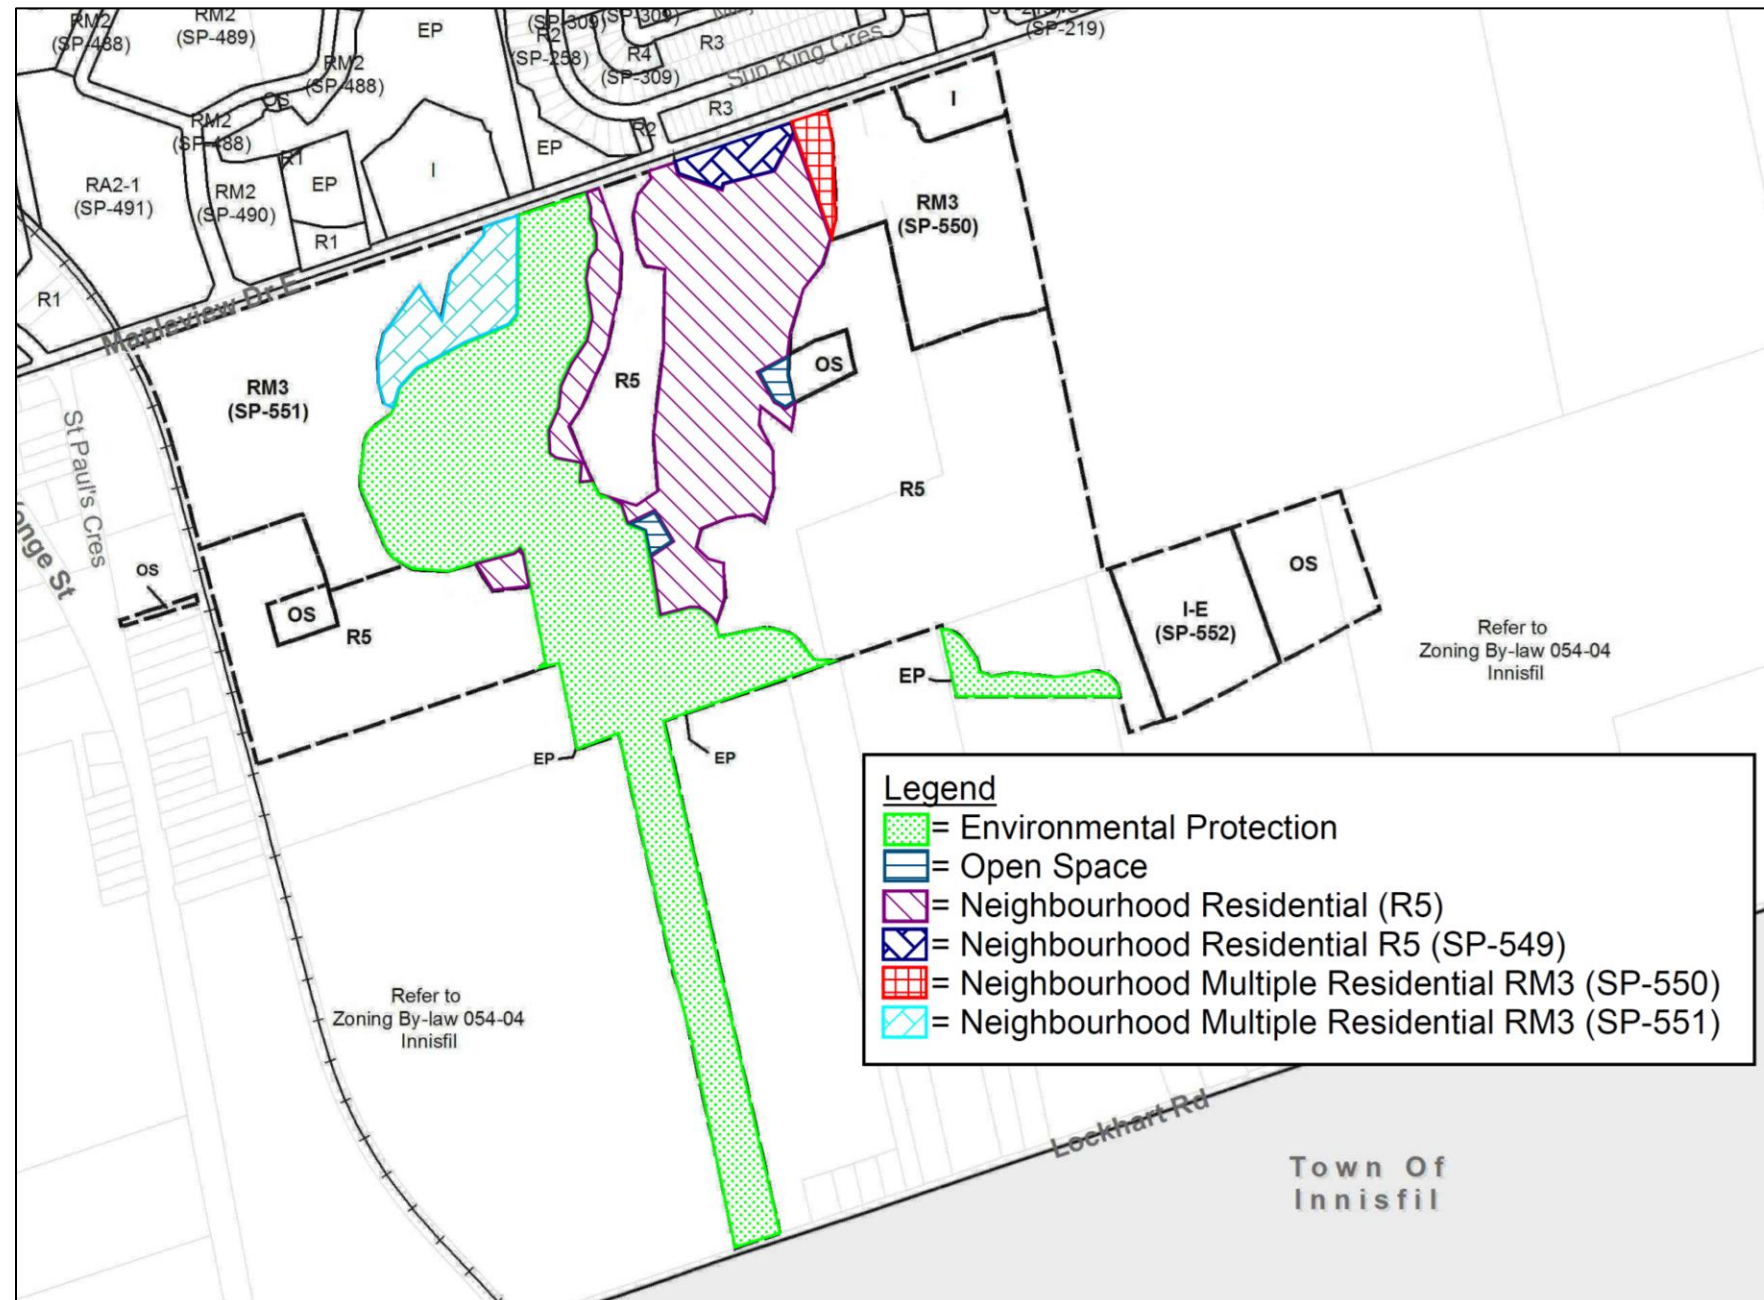 RM2
(SP-488)
RM2
(SP-489)
EP
(SP-309)
(SP-309)
R2
(SP-258)
R4
(SP-309)
R3
Sun King Cres
(SP-219)
RM2
(SP-488)
OS
RM2
(SP-488)
R1
EP
I
EP
R2
R3
I
RA2-1
(SP-491)
RM2
(SP-490)
R1
R1
Mapleview Dr E
RM3
(SP-550)
RM3
(SP-551)
R5
OS
St Paul's Cres
Yonge St
R5
OS
OS
R5
I-E
(SP-552)
OS
Refer to
Zoning By-law 054-04
Innisfil
EP
EP
EP
Legend
= Environmental Protection
= Open Space
= Neighbourhood Residential (R5)
= Neighbourhood Residential R5 (SP-549)
= Neighbourhood Multiple Residential RM3 (SP-550)
= Neighbourhood Multiple Residential RM3 (SP-551)
Refer to
Zoning By-law 054-04
Innisfil
Lockhart Rd
Town Of
Innisfil